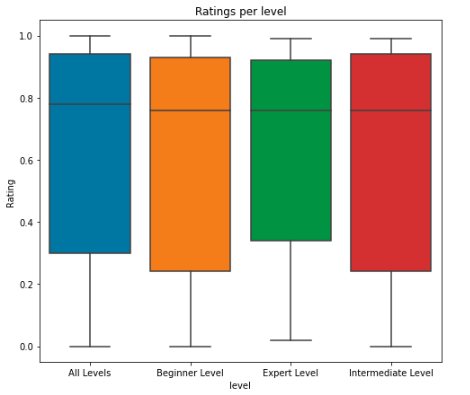 Ratings per level
1.0
0.8
0.6
0.4
0.2
0.0
Rating
All Levels
Beginner Level
Expert Level
Intermediate Level
level